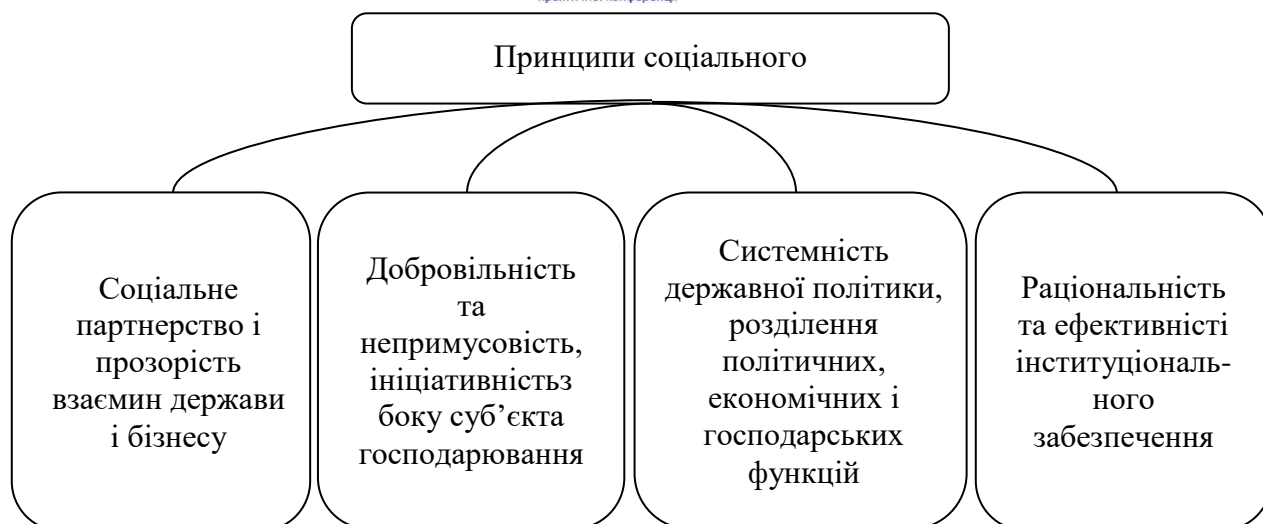 Принципи соціального
Соціальне
партнерство і
прозорість
взаємин держави
і бізнесу
Добровільність
та
непримусовість,
ініціативністьз
боку суб’єкта
господарювання
Системність
державної політики,
розділення
політичних,
економічних і
господарських
функцій
Раціональність
та ефективністі
інституціональ-
ного
забезпечення